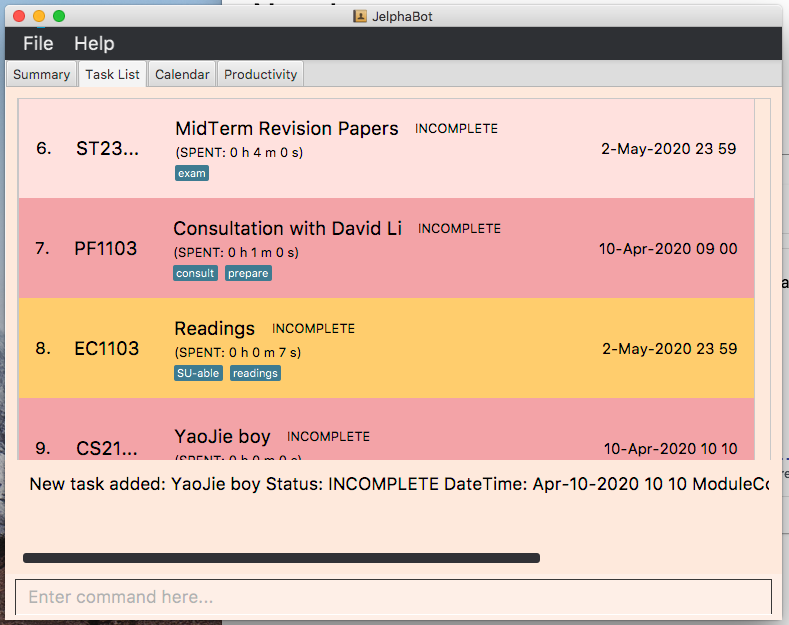 JelphaBot
File Help
Summary Task List Calendar Productivity
6. ST23... MidTerm Revision Papers INCOMPLETE 2-May-2020 23 59
(SPENT: 0 h 4 m 0 s)
exam
7. PF1103 Consultation with David Li INCOMPLETE 10-Apr-2020 09 00
(SPENT: 0 h 1 m 0 s)
consult prepare
8. EC1103 Readings INCOMPLETE 2-May-2020 23 59
(SPENT: 0 h 0 m 7 s)
SU-able readings
9. CS21... YaoJie boy INCOMPLETE 10-Apr-2020 10 10
(SPENT: 0 h 0 m 0 s)
New task added: YaoJie boy Status: INCOMPLETE DateTime: Apr-10-2020 10 10
Enter command here...